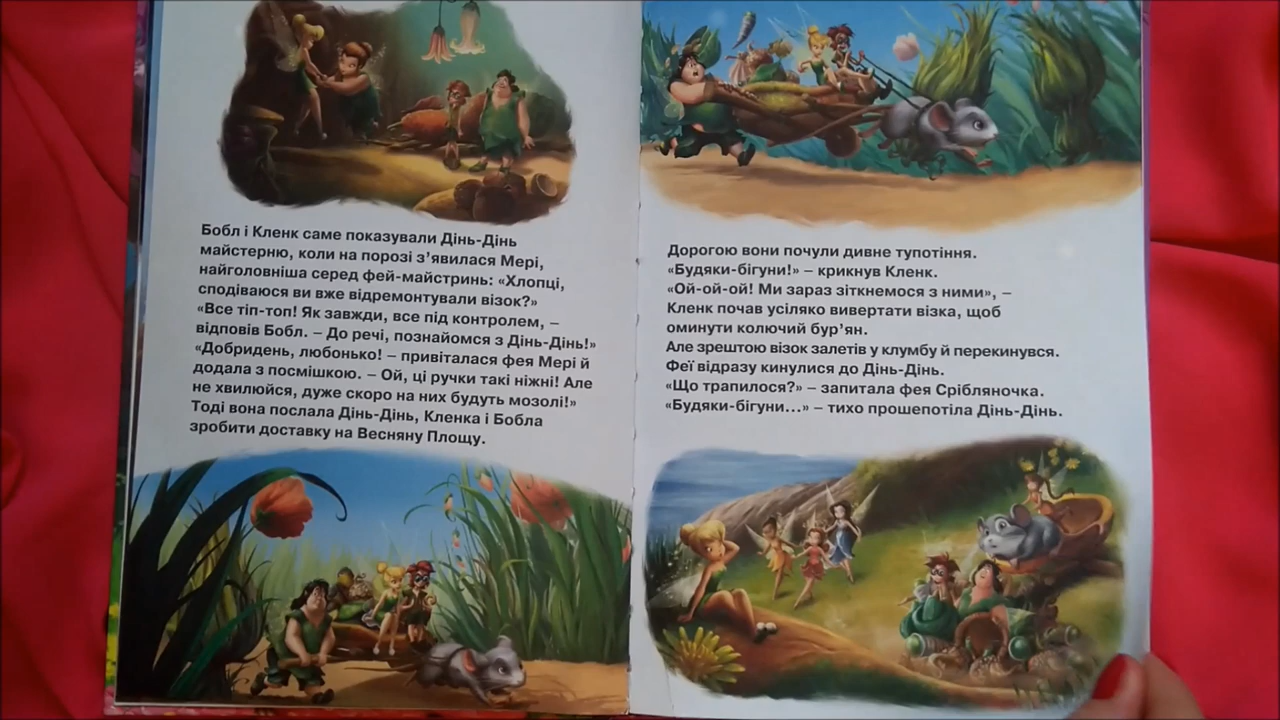 Бобл і Кленк саме показували Дінь-Дінь
майстерню, коли на порозі з’явилася Мері,
найголовніша серед фей-майстринь: «Хлопці,
сподіваюся ви вже відремонтували візок?»
«Все тіп-топ! Як завжди, все під контролем, –
відповів Бобл. – До речі, познайомся з Дінь-Дінь!»
«Добридень, любонько! – привіталася фея Мері й
додала з посмішкою. – Ой, ці ручки такі ніжні! Але
не хвилюйся, дуже скоро на них будуть мозолі!»
Тоді вона послала Дінь-Дінь, Кленка і Бобла
зробити доставку на Весняну Площу.
Дорогою вони почули дивне тупотіння.
«Будяки-бігуни!» – крикнув Кленк.
«Ой-ой-ой! Ми зараз зіткнемося з ними», –
Кленк почав усіляко вивертати візка, щоб
оминути колючий бур’ян.
Але зрештою візок залетів у клумбу й перекинувся.
Феї відразу кинулися до Дінь-Дінь.
«Що трапилося?» – запитала фея Срібляночка.
«Будяки-бігуни...» – тихо прошепотіла Дінь-Дінь.